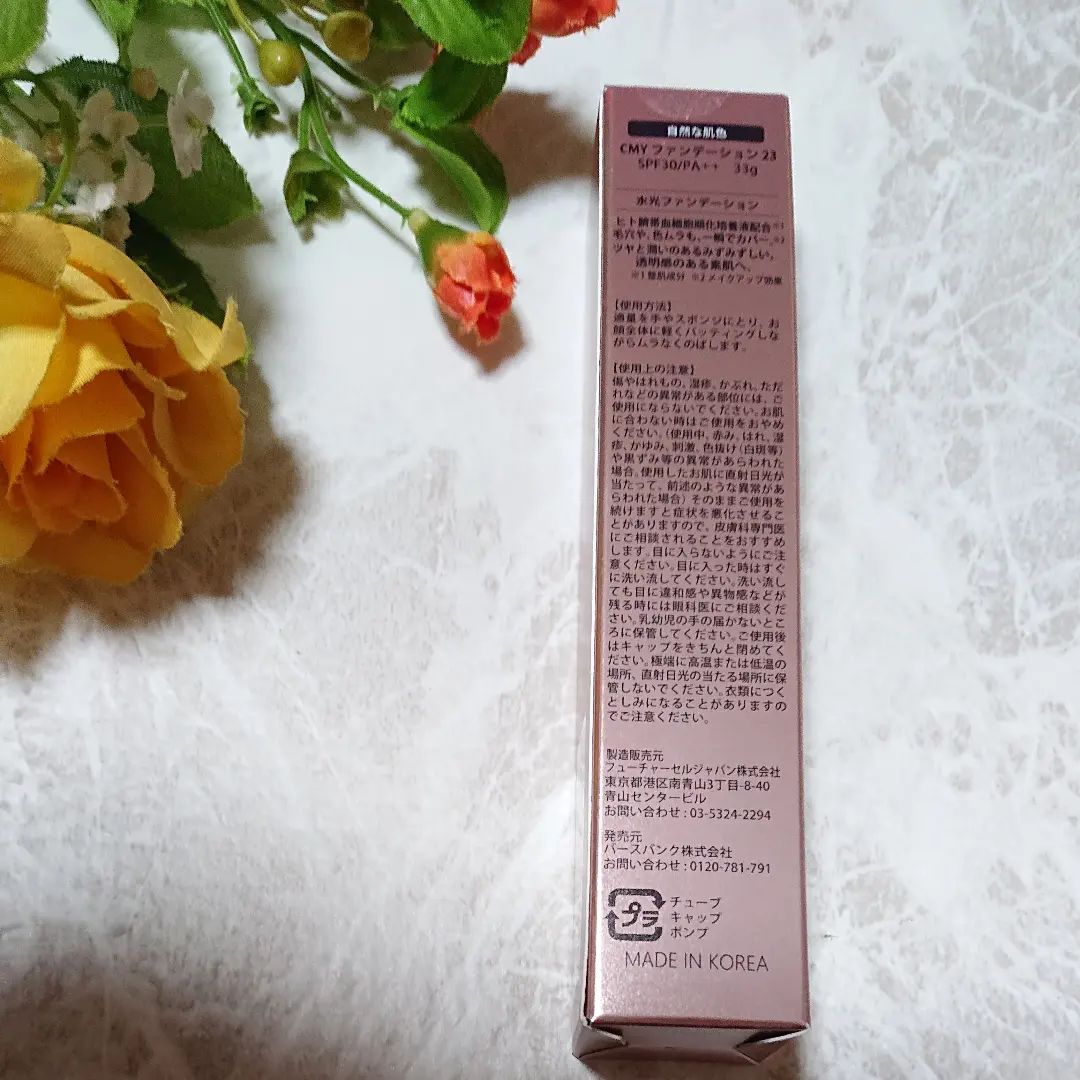 自然な肌色
CMY ファンデーション 23
SPF30/PA++ 33g
水光ファンデーション
ヒト臍帯血細胞順化培養液配合※1
毛穴や、色ムラも、一瞬でカバー。※2
ツヤと潤いのあるみずみずしい、
透明感のある素肌へ。
※1 整肌成分 ※2 メイクアップ効果
【使用方法】
適量を手やスポンジにとり、お
顔全体に軽くパッティングしな
がらムラなくのばします。
【使用上の注意】
傷やはれもの、湿疹、かぶれ、ただ
れなどの異常がある部位には、ご
使用にならないでください。お肌
に合わない時はご使用をおやめ
ください。（使用中、赤み、はれ、湿
疹、かゆみ、刺激、色抜け（白斑等）
や黒ずみ等の異常があらわれた
場合。使用したお肌に直射日光が
当たって、前述のような異常があ
らわれた場合）そのままご使用を
続けますと症状を悪化させるこ
とがありますので、皮膚科専門医
にご相談されることをおすすめ
します。目に入らないようにご注
意ください。目に入った時はすぐ
に洗い流してください。洗い流し
ても目に違和感や異物感などが
残る時には眼科医にご相談くだ
さい。乳幼児の手の届かないとこ
ろに保管してください。ご使用後
はキャップをきちんと閉めてく
ださい。極端に高温または低温の
場所、直射日光の当たる場所に保
管しないでください。衣類につく
としみになることがありますの
でご注意ください。
製造販売元
フューチャーセルジャパン株式会社
東京都港区南青山3丁目-8-40
青山センタービル
お問い合わせ : 03-5324-2294
発売元
バースバンク株式会社
お問い合わせ : 0120-781-791
プラ
チューブ
キャップ
ポンプ
MADE IN KOREA